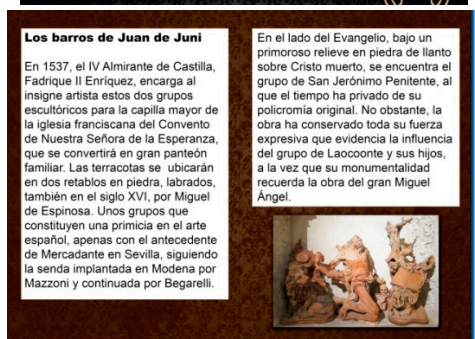 Los barros de Juan de Juni
En 1537, el IV Almirante de Castilla,
Fadrique II Enríquez, encarga al
insigne artista estos dos grupos
escultóricos para la capilla mayor de
la iglesia franciscana del Convento
de Nuestra Señora de la Esperanza,
que se convertirá en gran panteón
familiar. Las terracotas se ubicarán
en dos retablos en piedra, labrados,
también en el siglo XVI, por Miguel
de Espinosa. Unos grupos que
constituyen una primicia en el arte
español, apenas con el antecedente
de Mercadante en Sevilla, siguiendo
la senda implantada en Modena por
Mazzoni y continuada por Begarelli.
En el lado del Evangelio, bajo un
primoroso relieve en piedra de llanto
sobre Cristo muerto, se encuentra el
grupo de San Jerónimo Penitente, al
que el tiempo ha privado de su
policromía original. No obstante, la
obra ha conservado toda su fuerza
expresiva que evidencia la influencia
del grupo de Laocoonte y sus hijos,
a la vez que su monumentalidad
recuerda la obra del gran Miguel
Ángel.